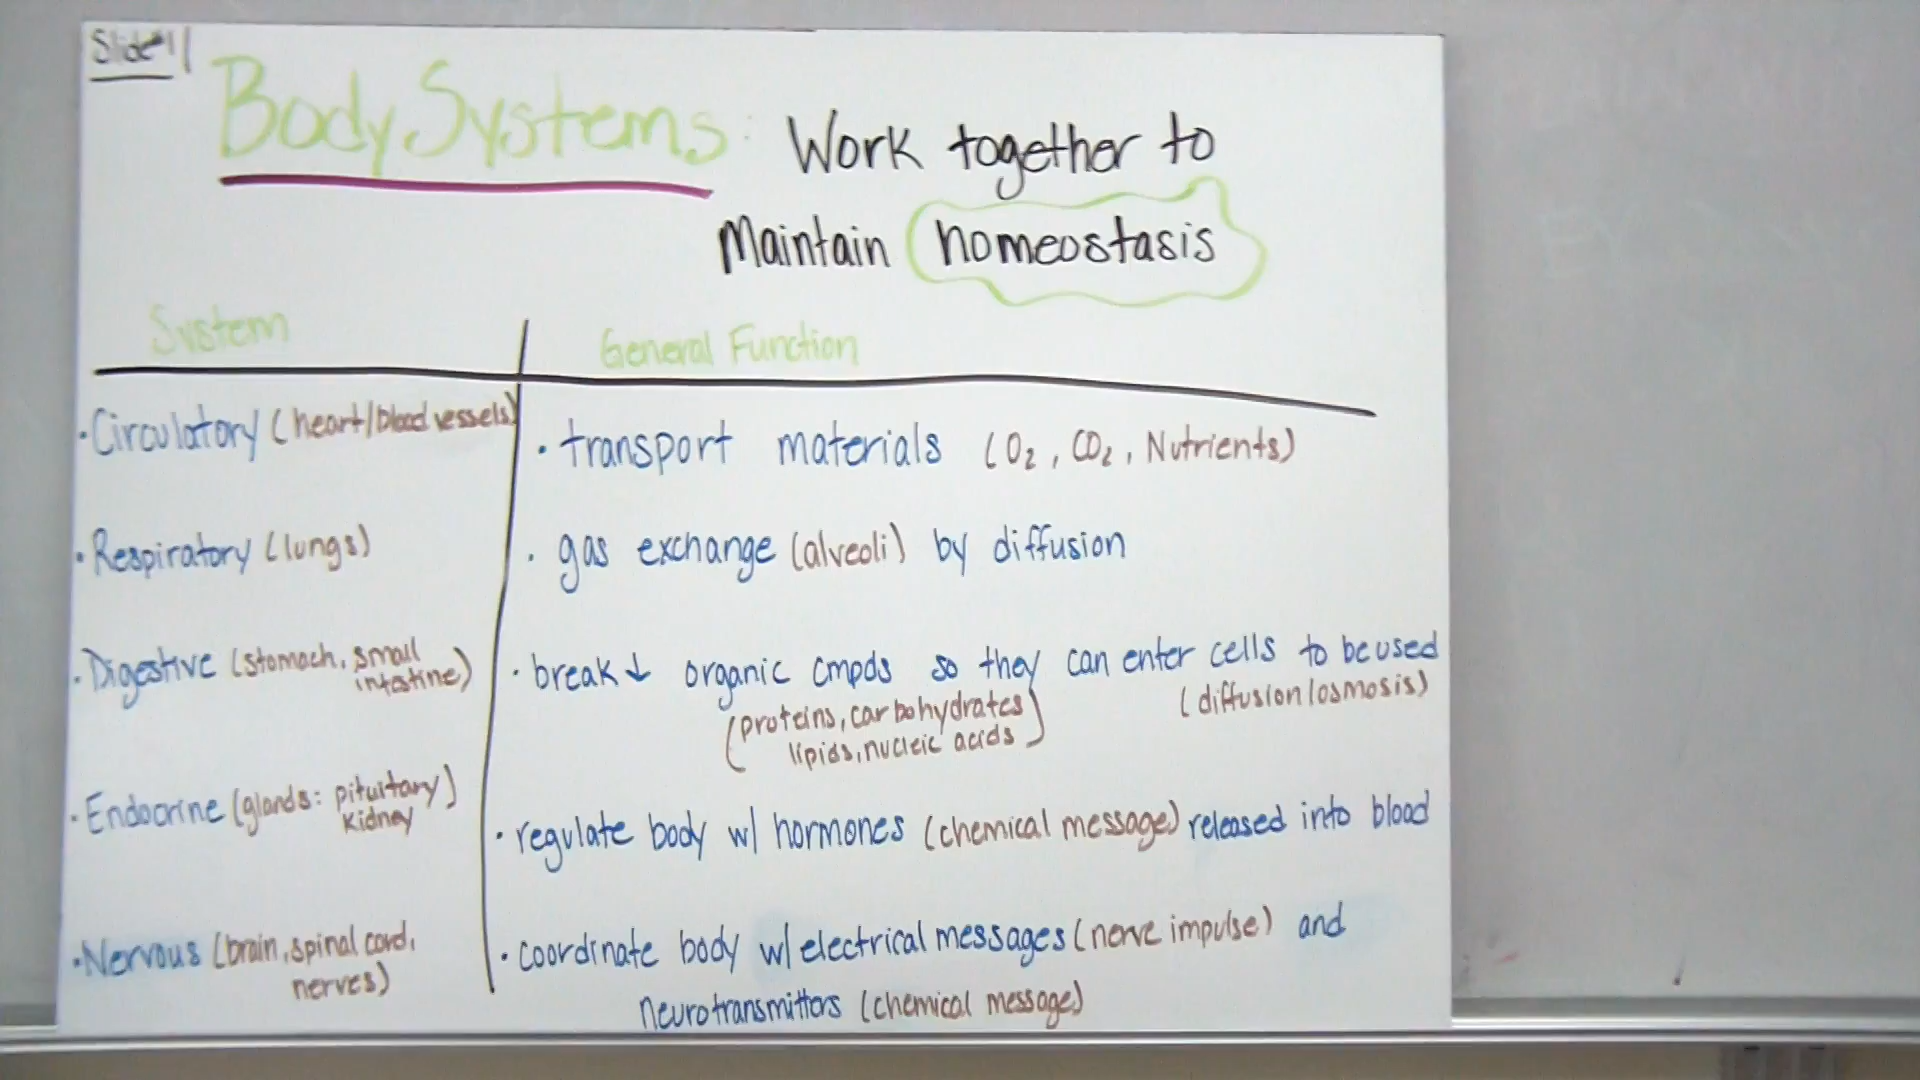 Slide #1
Body Systems: Work together to
Maintain homeostasis
System
General Function
• Circulatory (heart/blood vessels)
• transport materials (O₂, CO₂, Nutrients)
• Respiratory (lungs)
• gas exchange (alveoli) by diffusion
• Digestive (stomach, small
intestine)
• break ↓ organic cmpds so they can enter cells to be used
(proteins, carbohydrates
lipids, nucleic acids)
(diffusion/osmosis)
• Endocrine (glands: pituitary)
kidney
• regulate body w/ hormones (chemical message) released into blood
• Nervous (brain, spinal cord,
nerves)
• coordinate body w/ electrical messages (nerve impulse) and
neurotransmitters (chemical message)